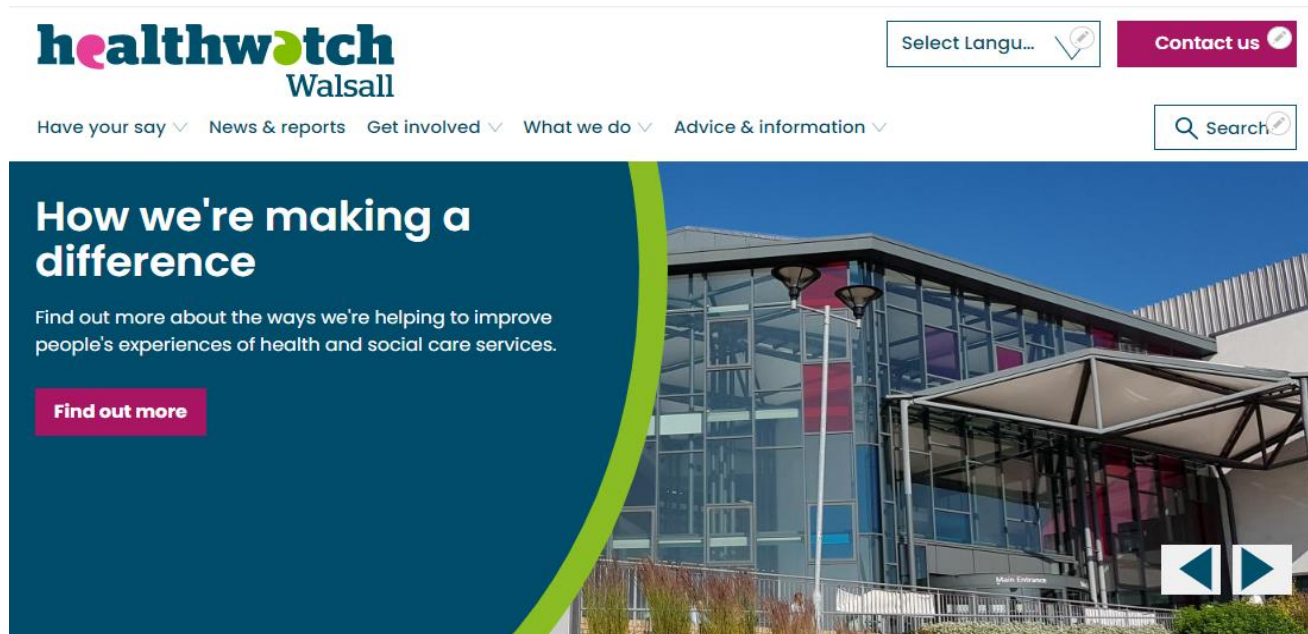 healthwatch
Walsall
Select Langu...
Contact us
Have your say News & reports Get involved What we do Advice & information
Search
How we're making a
difference
Find out more about the ways we're helping to improve
people's experiences of health and social care services.
Find out more
Main Entrance